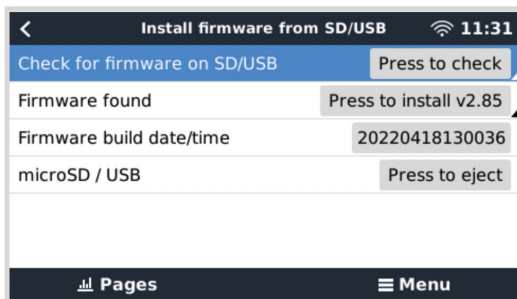 Install firmware from SD/USB 11:31
Check for firmware on SD/USB Press to check
Firmware found Press to install v2.85
Firmware build date/time 20220418130036
microSD / USB Press to eject
Pages Menu